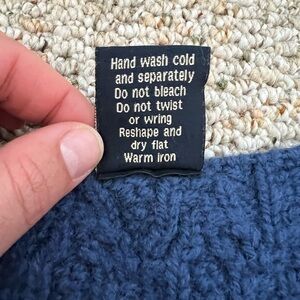 Hand wash cold
and separately
Do not bleach
Do not twist
or wring
Reshape and
dry flat
Warm iron